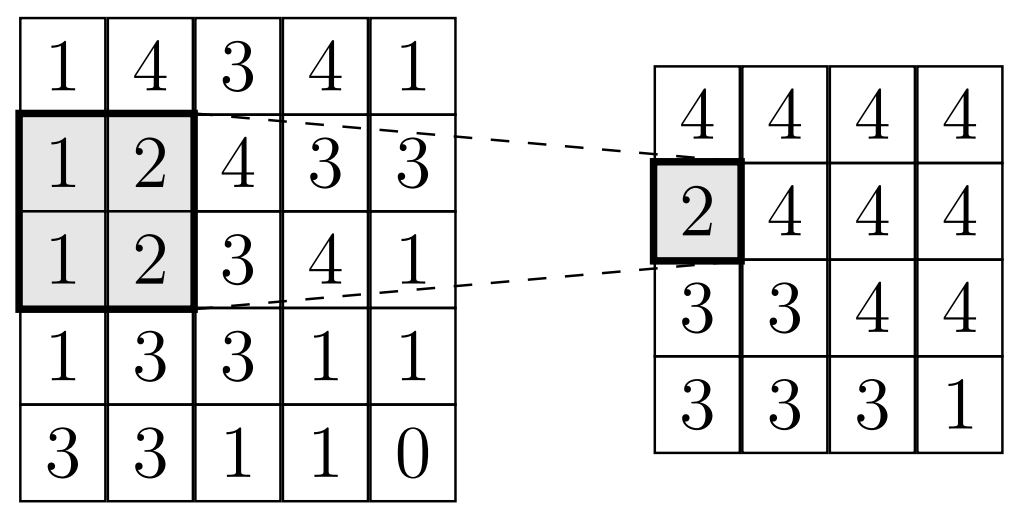 1 4 3 4 1
1 2 4 3 3
1 2 3 4 1
1 3 3 1 1
3 3 1 1 0
4 4 4 4
2 4 4 4
3 3 4 4
3 3 3 1